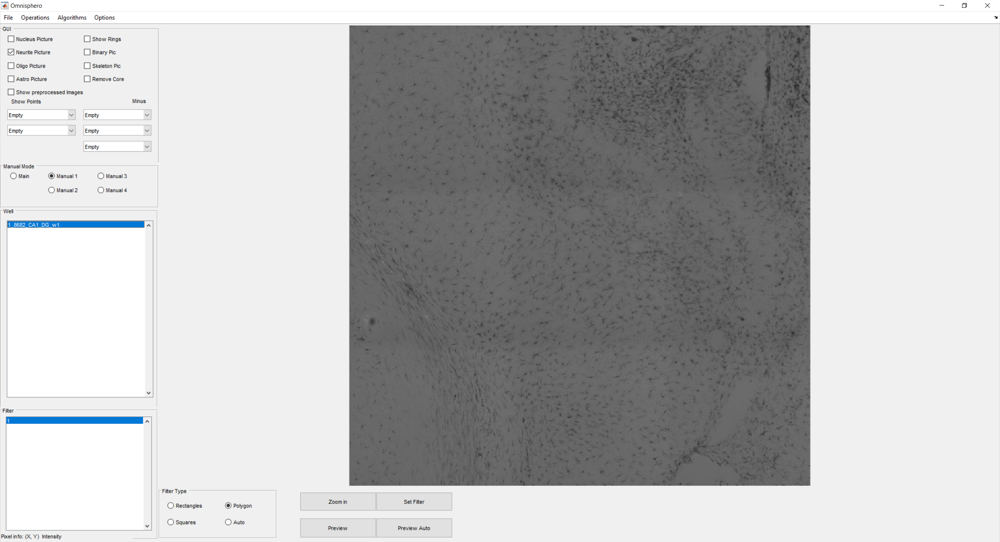 Omnisphero
File Operations Algorithms Options
GUI
Nucleus Picture Show Rings
Neurite Picture Binary Pic
Oligo Picture Skeleton Pic
Astro Picture Remove Core
Show preprocessed Images
Show Points Minus
Empty Empty
Empty Empty
Empty
Manual Mode
Main Manual 1 Manual 3
Manual 2 Manual 4
Well
1_8682_CA1_DG_w1
Filter
1
Pixel info: (X, Y) Intensity
Filter Type
Rectangles Polygon
Squares Auto
Zoom in Set Filter
Preview Preview Auto